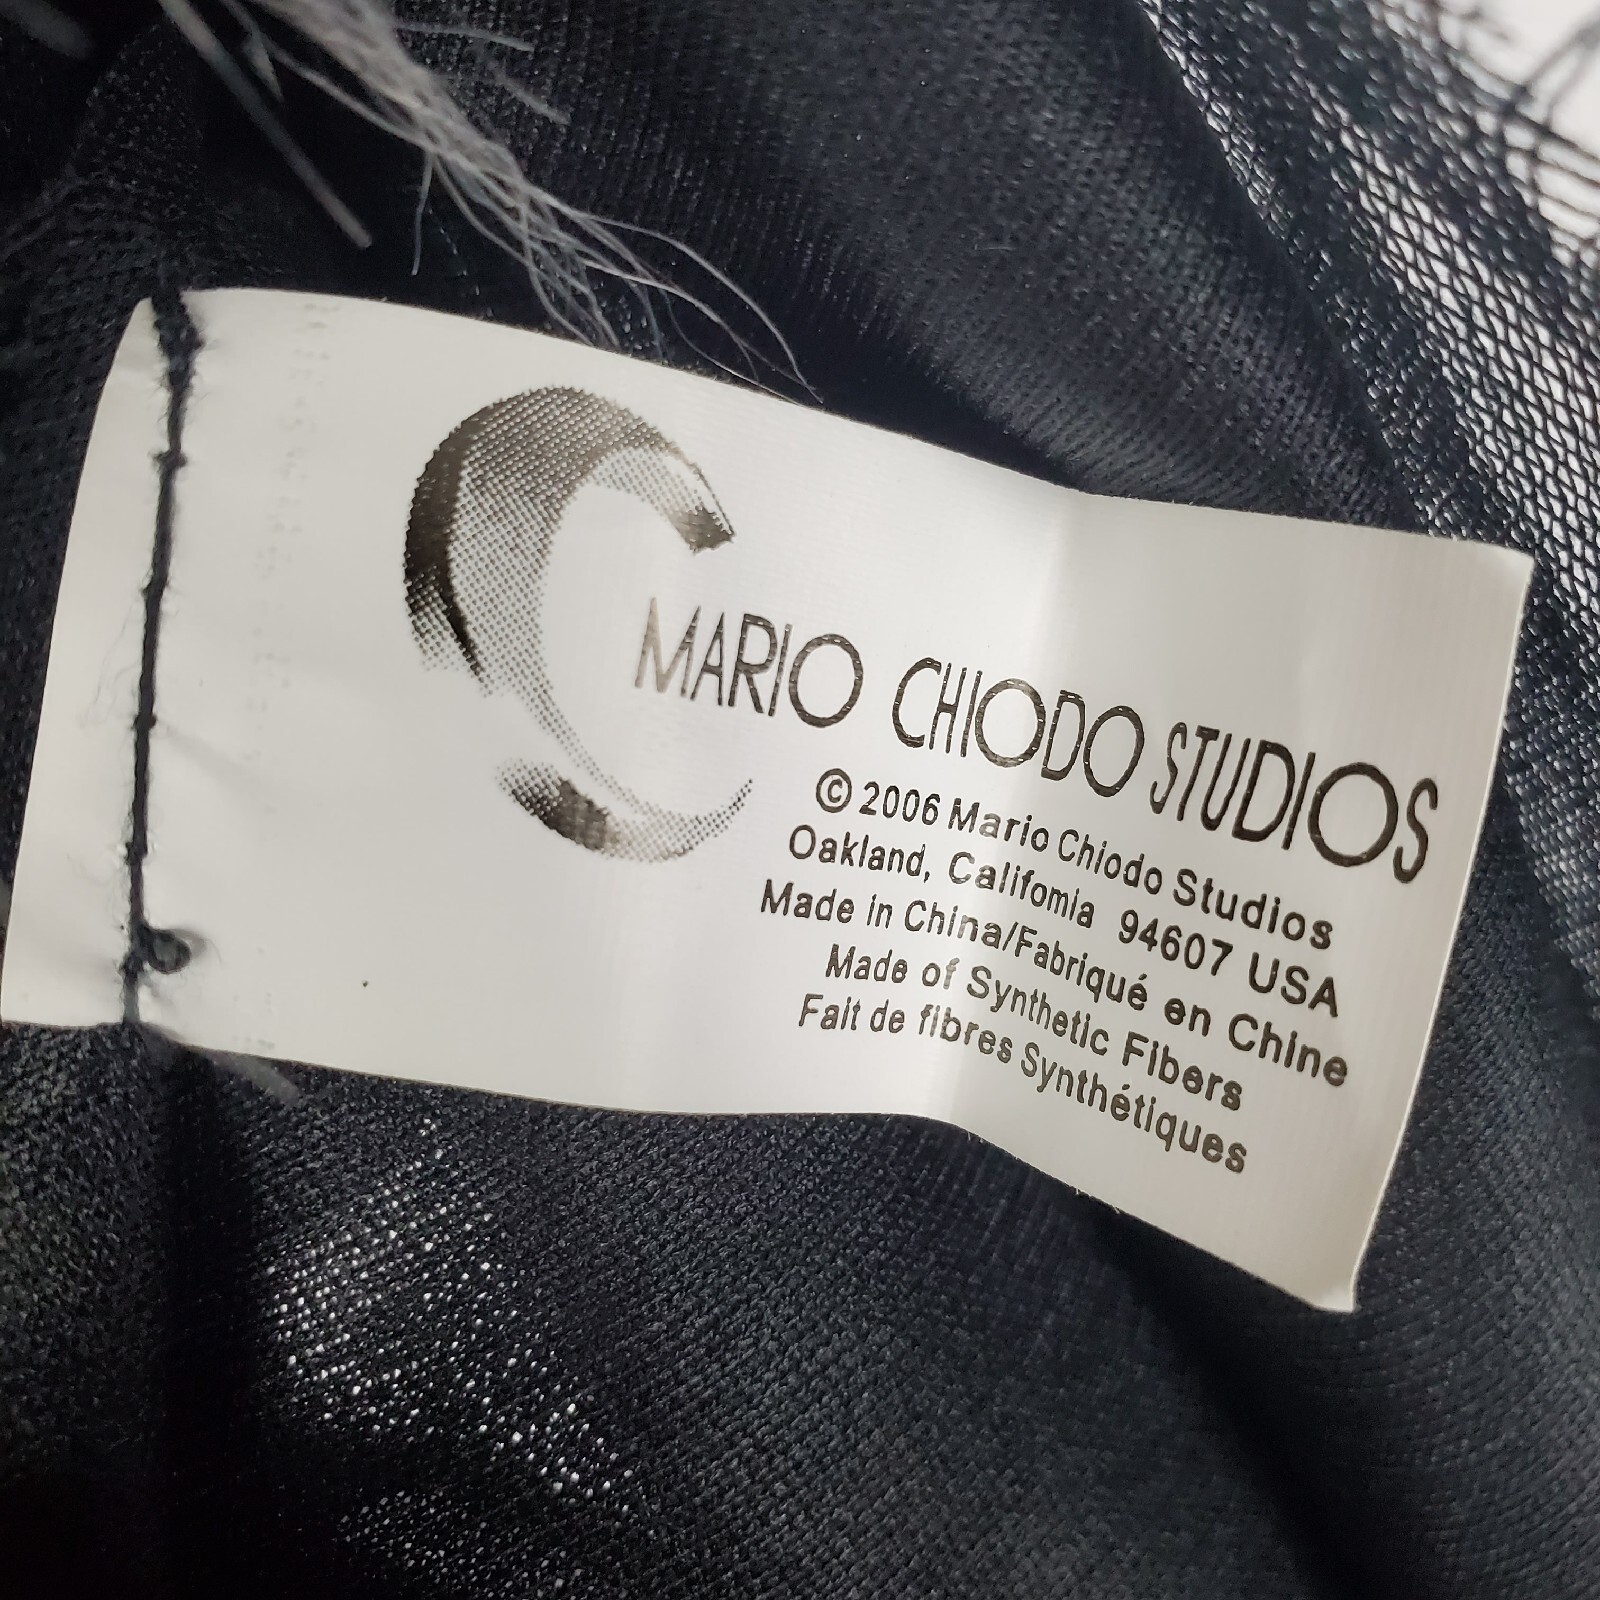 MARIO CHIODO STUDIOS
© 2006 Mario Chiodo Studios
Oakland, Califomia 94607 USA
Made in China/Fabriqué en Chine
Made of Synthetic Fibers
Fait de fibres Synthétiques